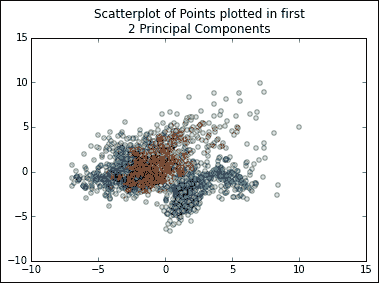 Scatterplot of Points plotted in first
2 Principal Components
15
10
5
0
−5
−10
−10 −5 0 5 10 15